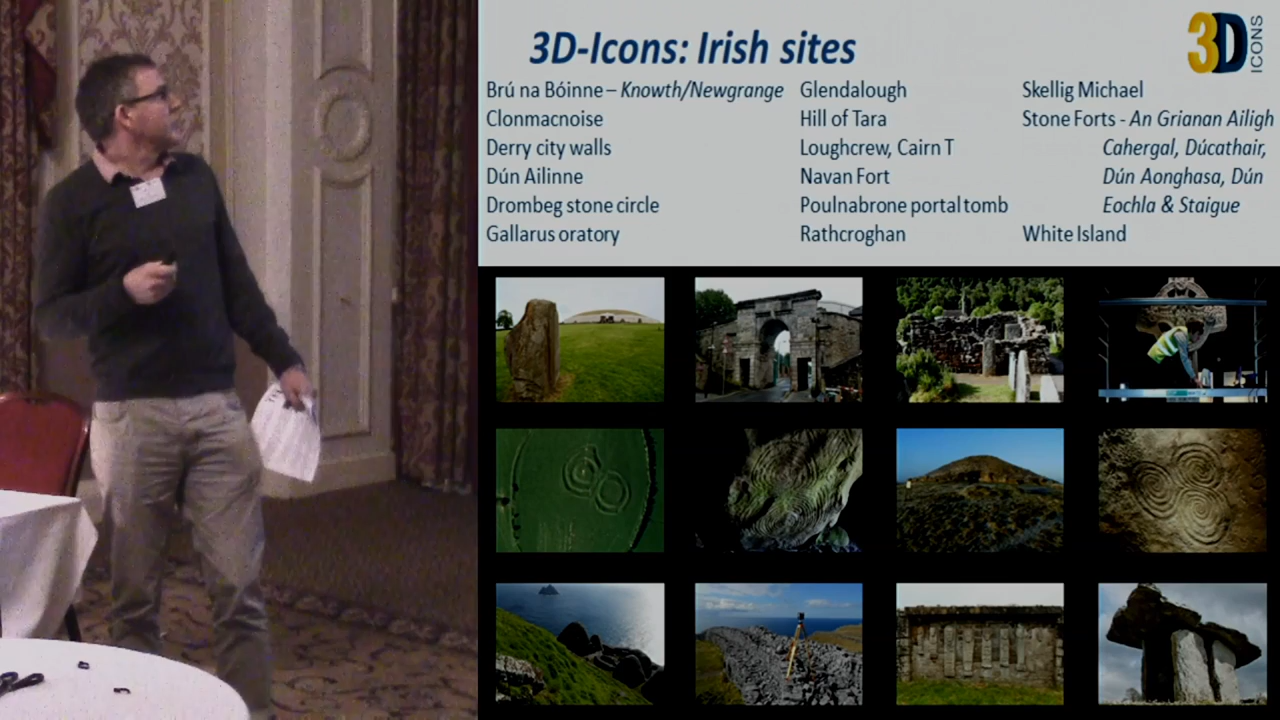 3D-Icons: Irish sites
3D
ICONS
Brú na Bóinne – Knowth/Newgrange
Clonmacnoise
Derry city walls
Dún Ailinne
Drombeg stone circle
Gallarus oratory
Glendalough
Hill of Tara
Loughcrew, Cairn T
Navan Fort
Poulnabrone portal tomb
Rathcroghan
Skellig Michael
Stone Forts - An Grianan Ailigh
Cahergal, Dúcathair,
Dún Aonghasa, Dún
Eochla & Staigue
White Island